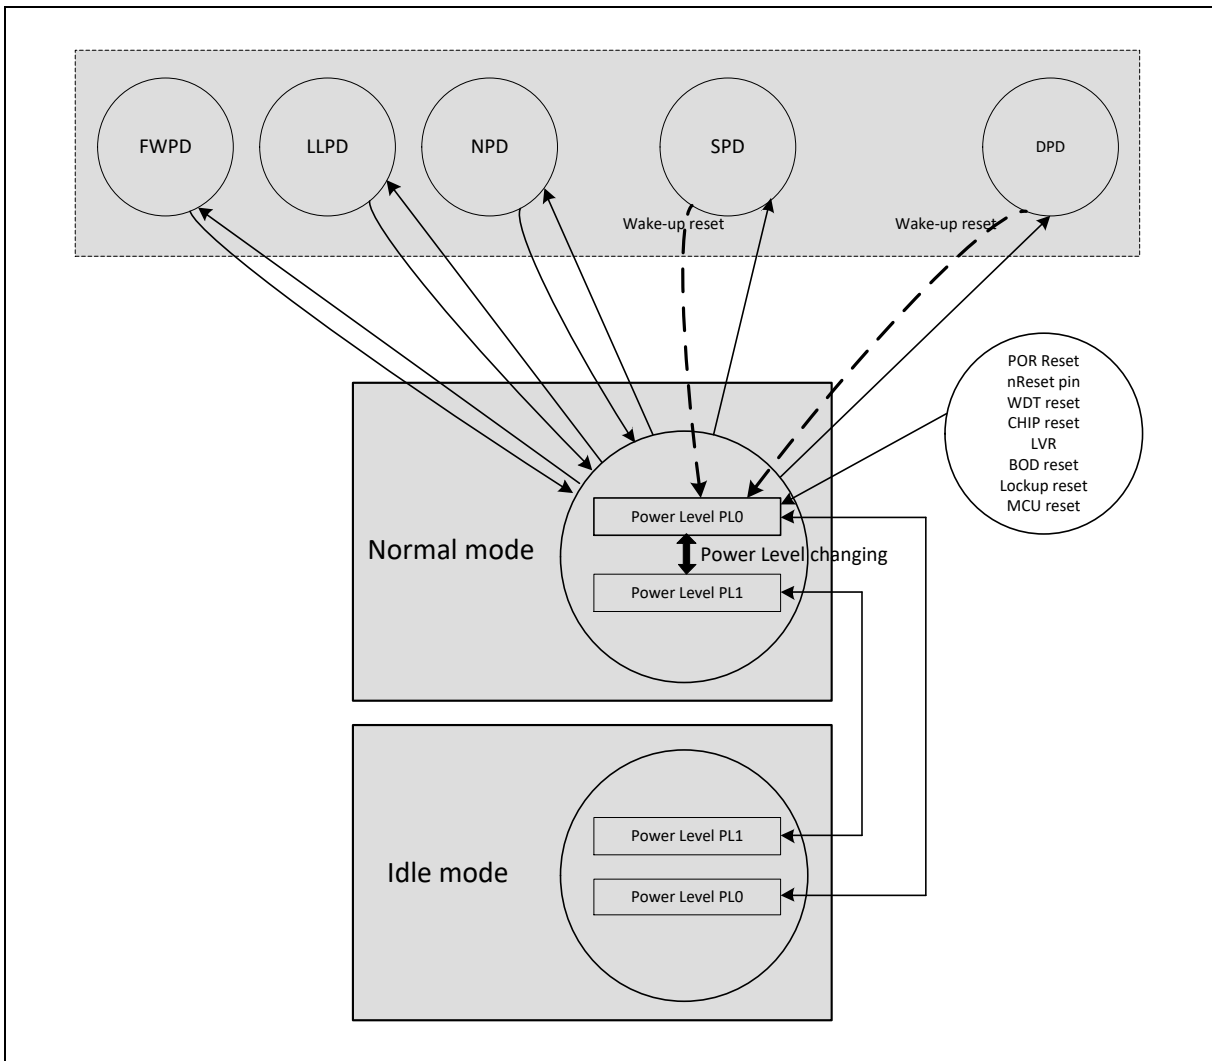 FWPD
LLPD
NPD
SPD
DPD
Wake-up reset
Wake-up reset
POR Reset
nReset pin
WDT reset
CHIP reset
LVR
BOD reset
Lockup reset
MCU reset
Normal mode
Power Level PL0
Power Level changing
Power Level PL1
Idle mode
Power Level PL1
Power Level PL0